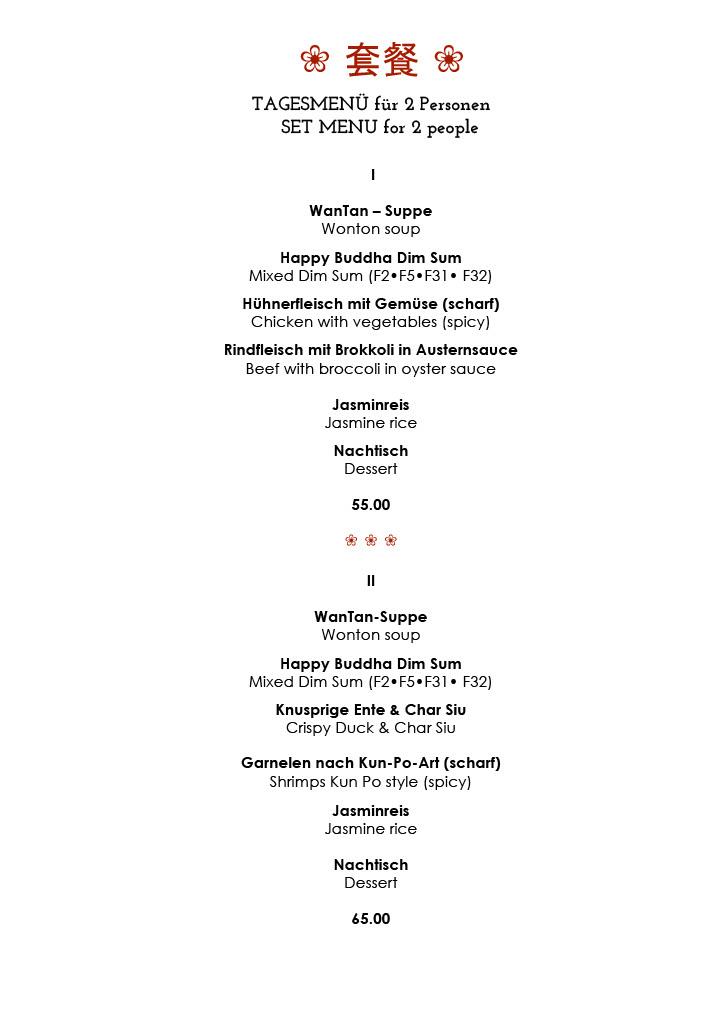 ❀ 套餐 ❀
TAGESMENÜ für 2 Personen
SET MENU for 2 people
I
WanTan – Suppe
Wonton soup
Happy Buddha Dim Sum
Mixed Dim Sum (F2•F5•F31• F32)
Hühnerfleisch mit Gemüse (scharf)
Chicken with vegetables (spicy)
Rindfleisch mit Brokkoli in Austernsauce
Beef with broccoli in oyster sauce
Jasminreis
Jasmine rice
Nachtisch
Dessert
55.00
❀ ❀ ❀
II
WanTan-Suppe
Wonton soup
Happy Buddha Dim Sum
Mixed Dim Sum (F2•F5•F31• F32)
Knusprige Ente & Char Siu
Crispy Duck & Char Siu
Garnelen nach Kun-Po-Art (scharf)
Shrimps Kun Po style (spicy)
Jasminreis
Jasmine rice
Nachtisch
Dessert
65.00